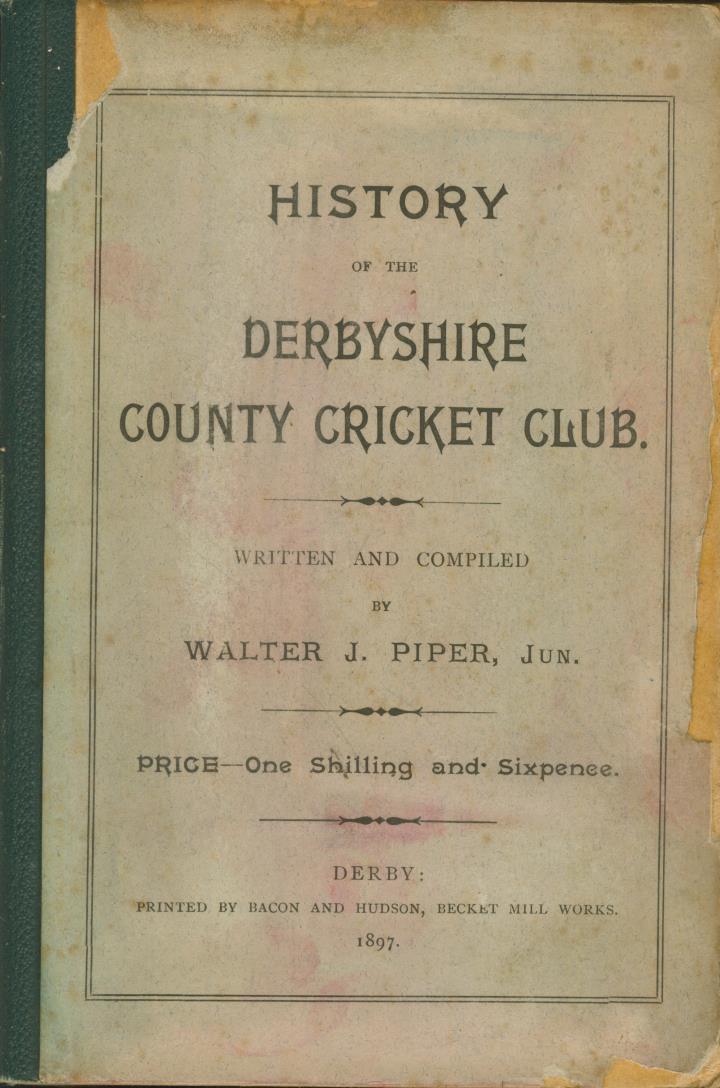 HISTORY
OF THE
DERBYSHIRE
COUNTY CRICKET CLUB.
WRITTEN AND COMPILED
BY
WALTER J. PIPER, JUN.
PRICE—One Shilling and Sixpence.
DERBY:
PRINTED BY BACON AND HUDSON, BECKET MILL WORKS.
1897.